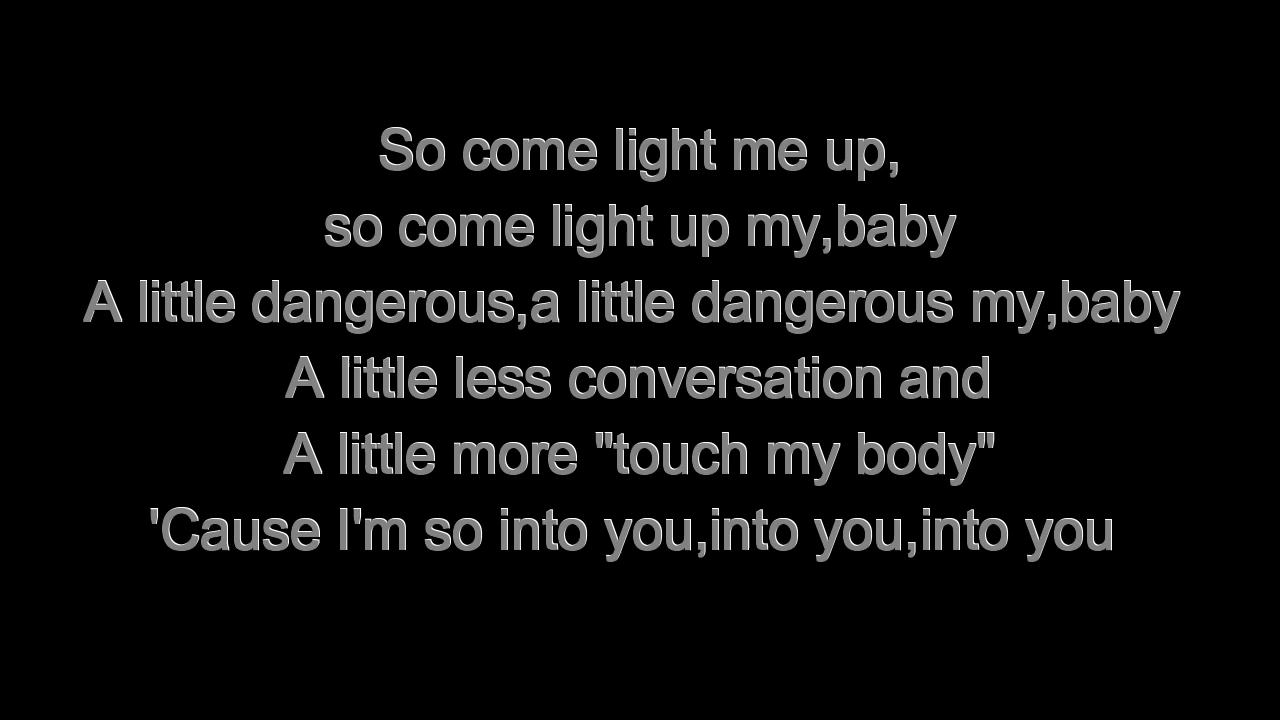 So come light me up,
so come light up my,baby
A little dangerous,a little dangerous my,baby
A little less conversation and
A little more "touch my body"
'Cause I'm so into you,into you,into you